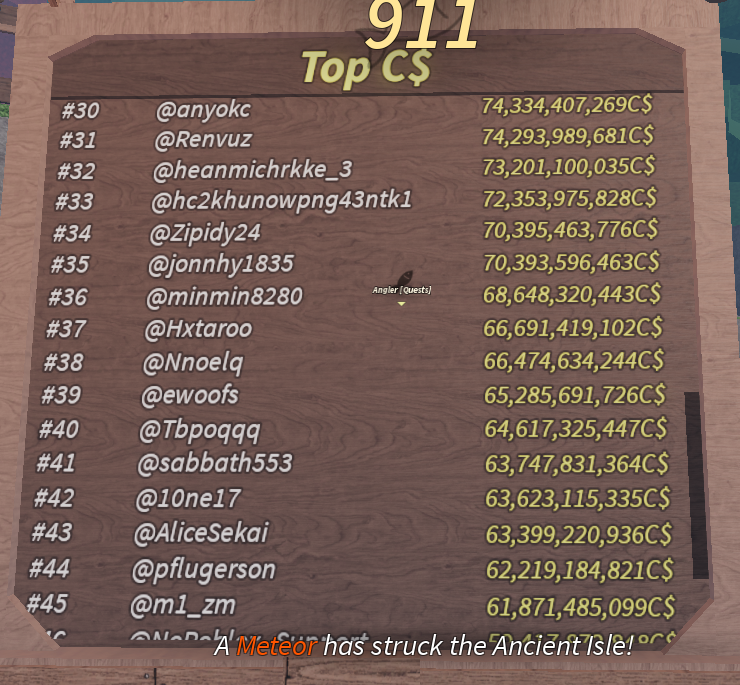 911
Top C$
#30 @anyokc 74,334,407,269C$
#31 @Renvuz 74,293,989,681C$
#32 @heanmichrkke_3 73,201,100,035C$
#33 @hc2khunowpng43ntk1 72,353,975,828C$
#34 @Zipidy24 70,395,463,776C$
#35 @jonnhy1835 70,393,596,463C$
#36 @minmin8280 68,648,320,443C$
Angler [Quests]
#37 @Hxtaroo 66,691,419,102C$
#38 @Nnoelq 66,474,634,244C$
#39 @ewoofs 65,285,691,726C$
#40 @Tbpoqqq 64,617,325,447C$
#41 @sabbath553 63,747,831,364C$
#42 @10ne17 63,623,115,335C$
#43 @AliceSekai 63,399,220,936C$
#44 @pflugerson 62,219,184,821C$
#45 @m1_zm 61,871,485,099C$
A Meteor has struck the Ancient Isle!